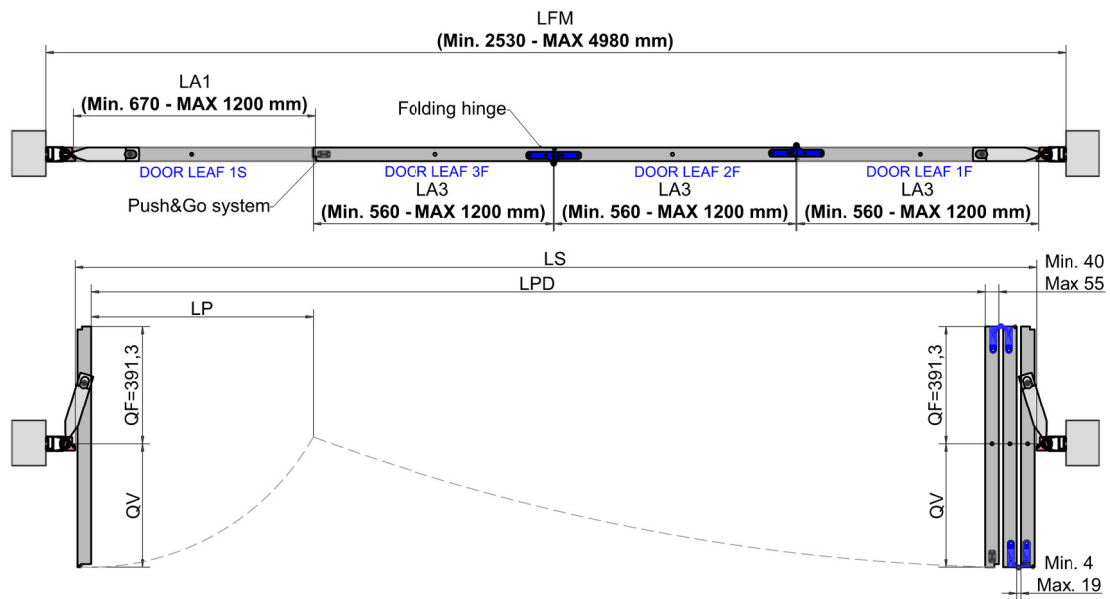 LFM
(Min. 2530 - MAX 4980 mm)
LA1
(Min. 670 - MAX 1200 mm)
Folding hinge
DOOR LEAF 1S
DOOR LEAF 3F
DOOR LEAF 2F
DOOR LEAF 1F
Push&Go system
LA3
(Min. 560 - MAX 1200 mm)
LA3
(Min. 560 - MAX 1200 mm)
LA3
(Min. 560 - MAX 1200 mm)
LS
Min. 40
Max 55
LPD
LP
QF=391,3
QF=391,3
QV
QV
Min. 4
Max. 19